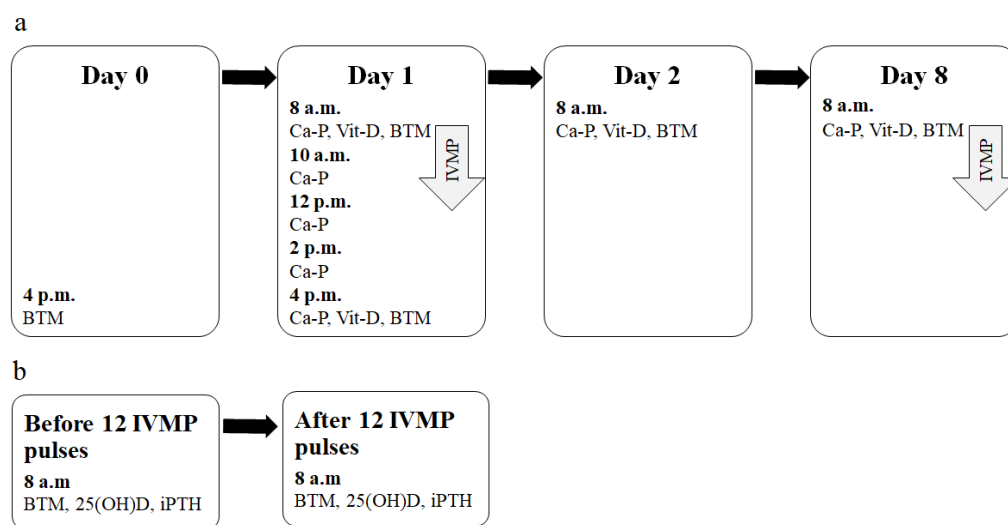 a
Day 0
4 p.m.
BTM
Day 1
8 a.m.
Ca-P, Vit-D, BTM
10 a.m.
Ca-P
12 p.m.
Ca-P
2 p.m.
Ca-P
4 p.m.
Ca-P, Vit-D, BTM
IVMP
Day 2
8 a.m.
Ca-P, Vit-D, BTM
Day 8
8 a.m.
Ca-P, Vit-D, BTM
IVMP
b
Before 12 IVMP
pulses
8 a.m
BTM, 25(OH)D, iPTH
After 12 IVMP
pulses
8 a.m
BTM, 25(OH)D, iPTH